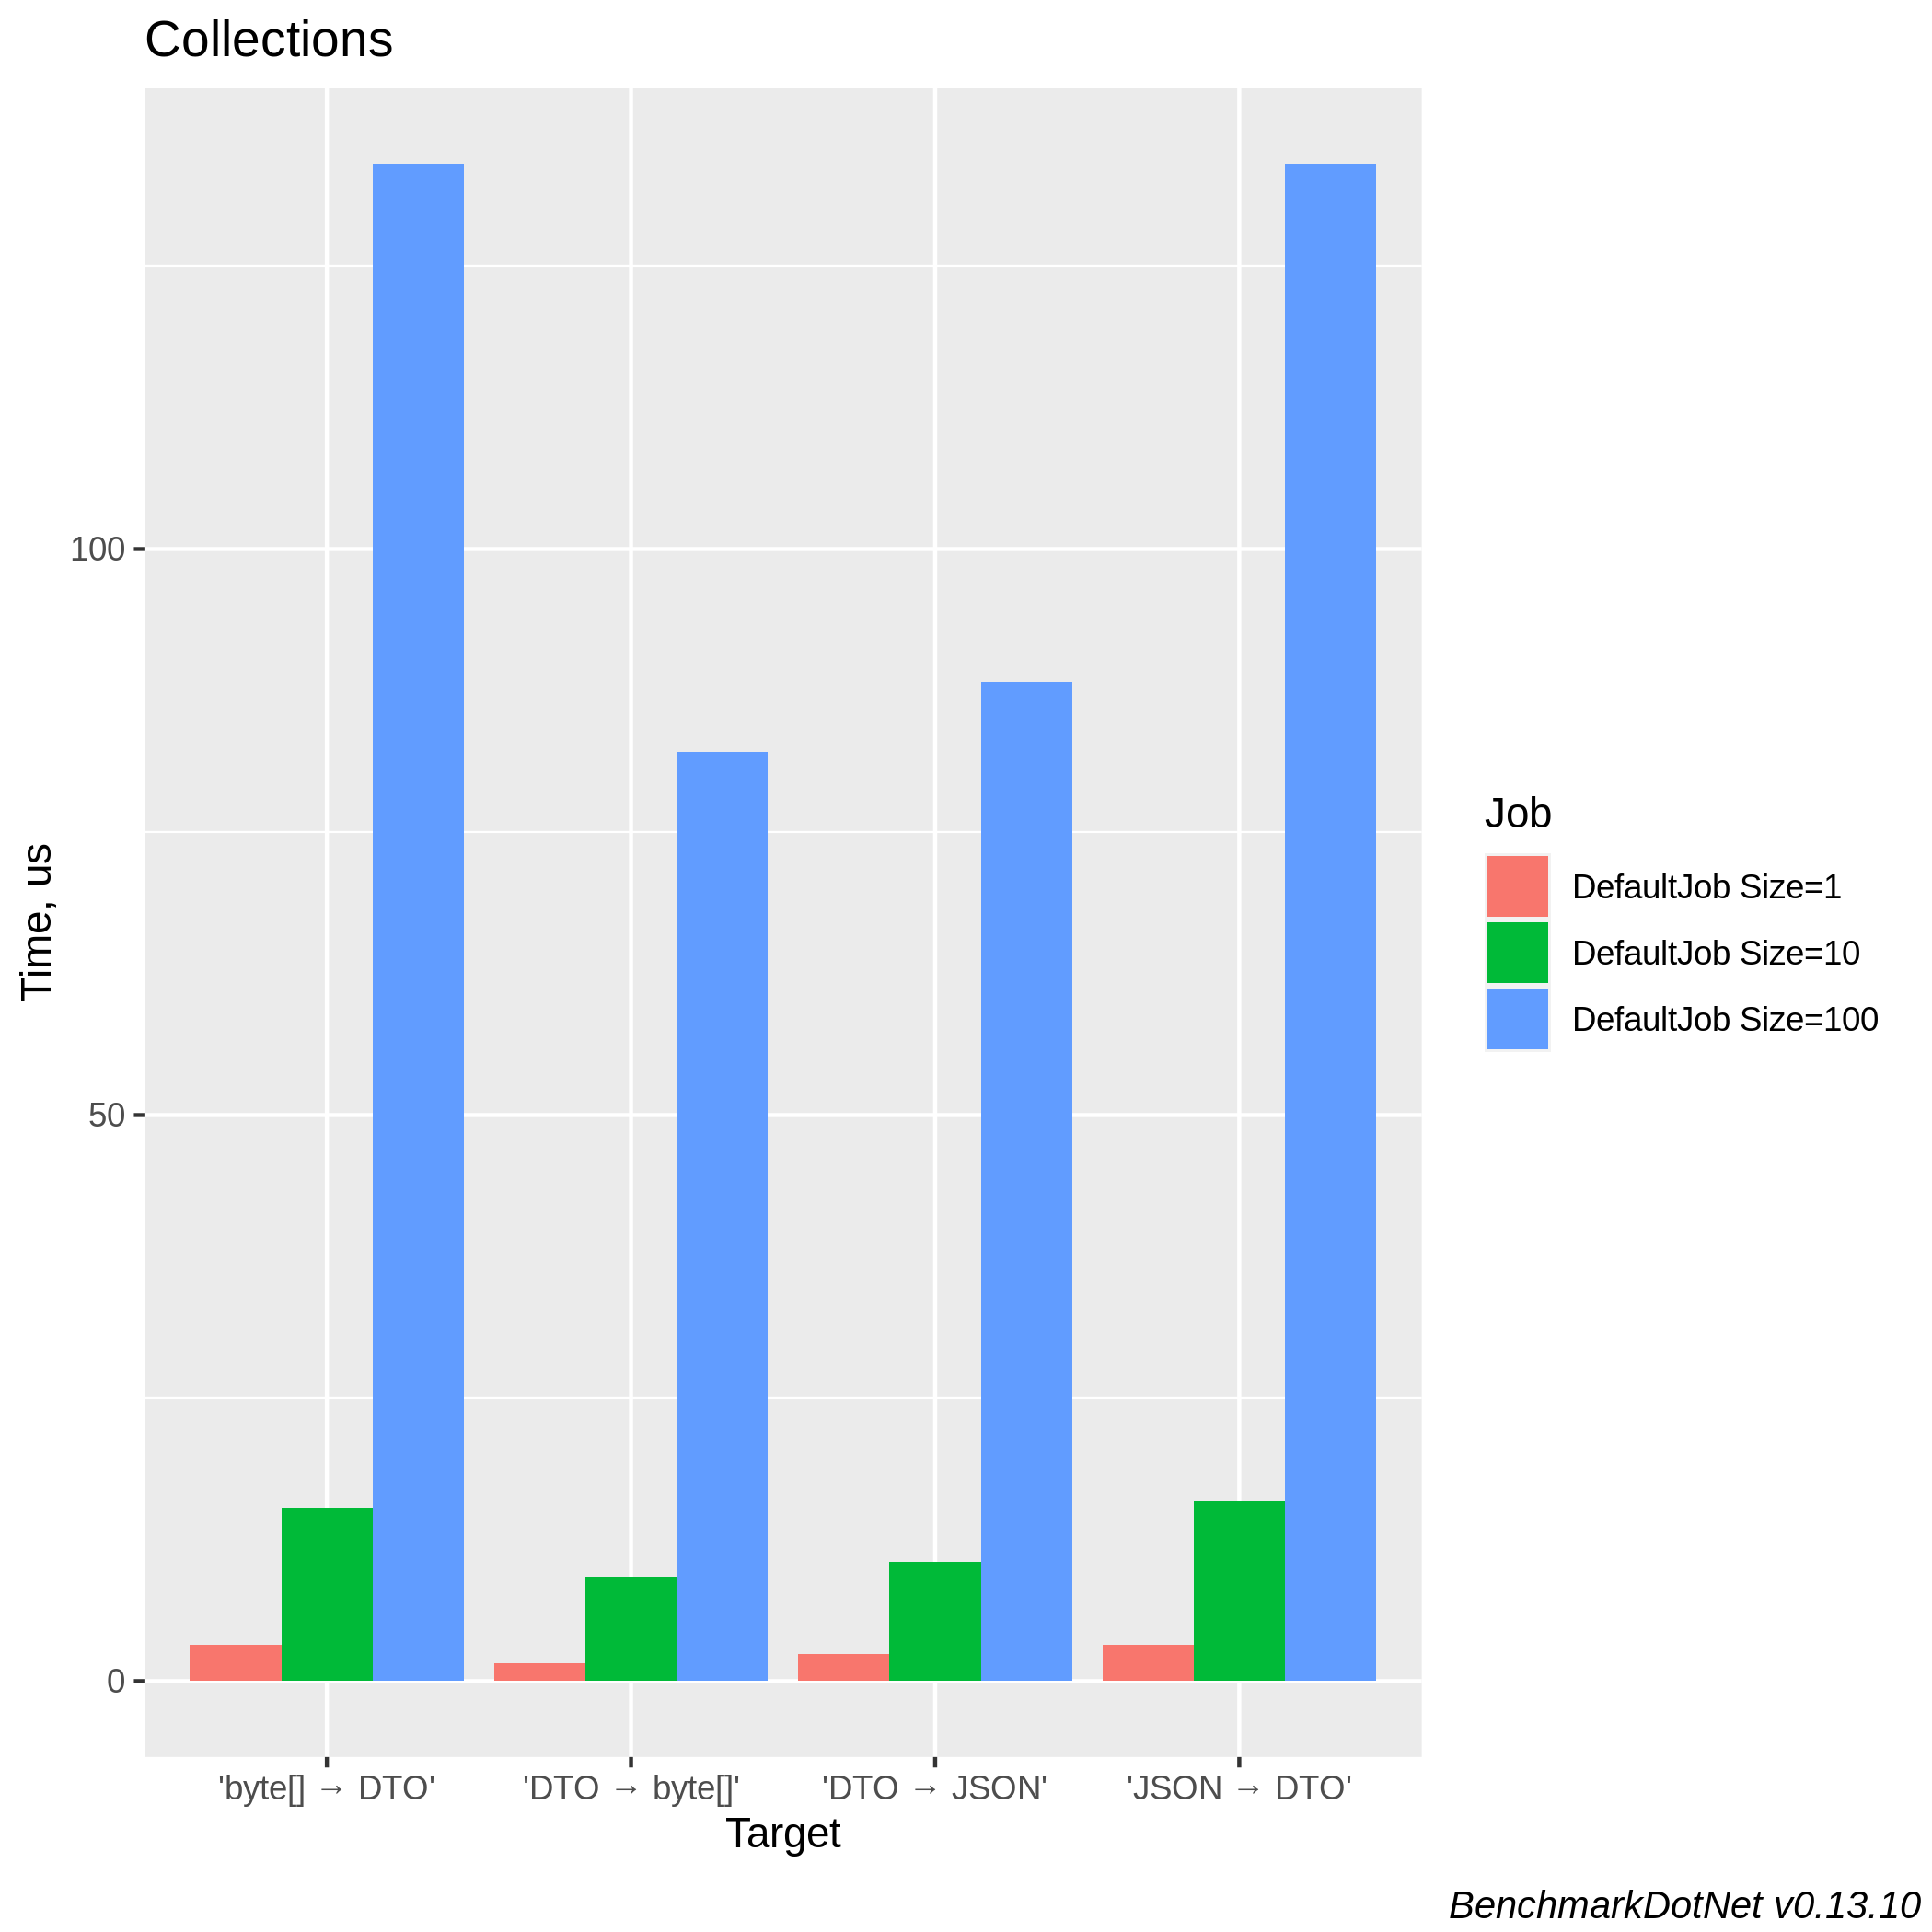 Collections
Time, us
100
50
0
'byte[] → DTO'
'DTO → byte[]'
'DTO → JSON'
'JSON → DTO'
Target
Job
DefaultJob Size=1
DefaultJob Size=10
DefaultJob Size=100
BenchmarkDotNet v0.13.10